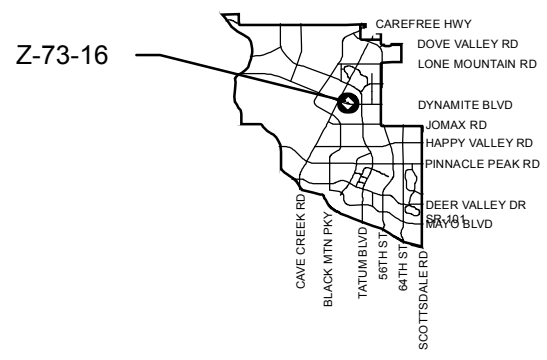 CAREFREE HWY
Z-73-16
DOVE VALLEY RD
LONE MOUNTAIN RD
DYNAMITE BLVD
JOMAX RD
HAPPY VALLEY RD
PINNACLE PEAK RD
DEER VALLEY DR
SR-101
MAYO BLVD
CAVE CREEK RD
BLACK MTN PKY
TATUM BLVD
56TH ST
64TH ST
SCOTTSDALE RD